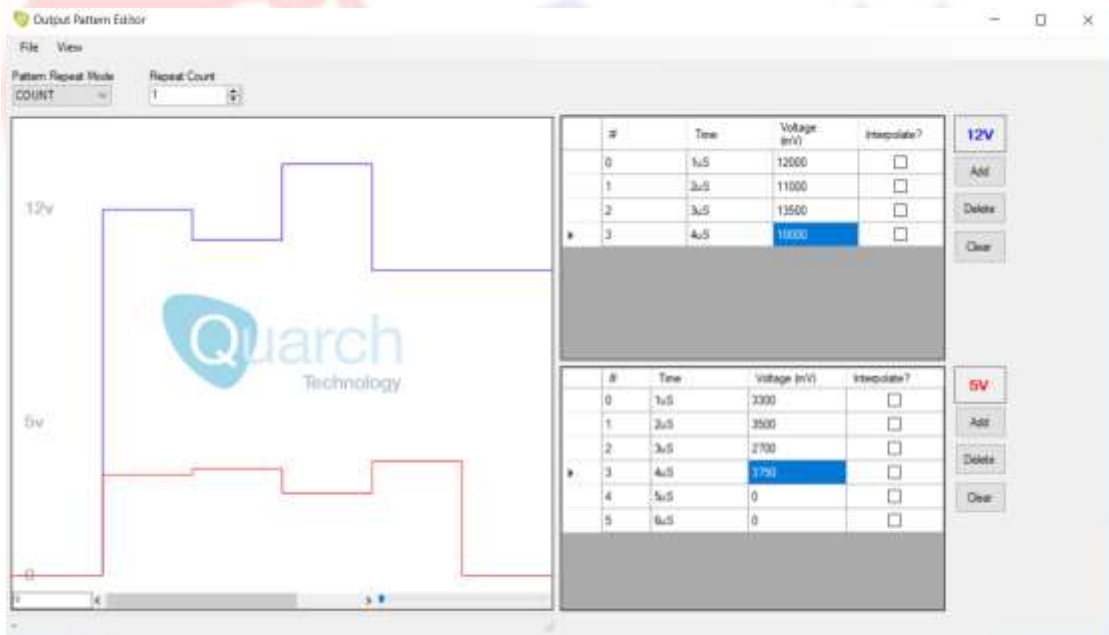 Output Pattern Editor
File View
Pattern Repeat Mode Repeat Count
COUNT 1
# Time Voltage (mV) Interpolate? 12V
0 1uS 12000 Add
1 2uS 11000
2 3uS 13500 Delete
3 4uS 10000
Clear
12v
Quarch
Technology
# Time Voltage (mV) Interpolate? 5V
0 1uS 3300
1 2uS 3500 Add
2 3uS 2700
3 4uS 3750 Delete
4 5uS 0 Clear
5 6uS 0
5v
0